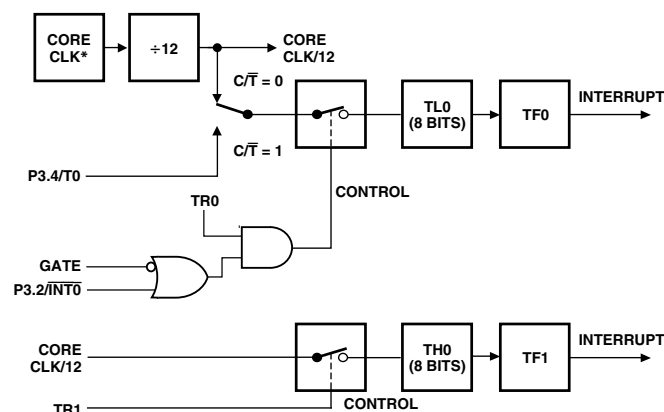 CORE
CLK*
÷12
CORE
CLK/12
C/T̅ = 0
C/T̅ = 1
TL0
(8 BITS)
TF0
INTERRUPT
P3.4/T0
CONTROL
TR0
GATE
P3.2/I̅N̅T̅0̅
CORE
CLK/12
TH0
(8 BITS)
TF1
INTERRUPT
TR1
CONTROL